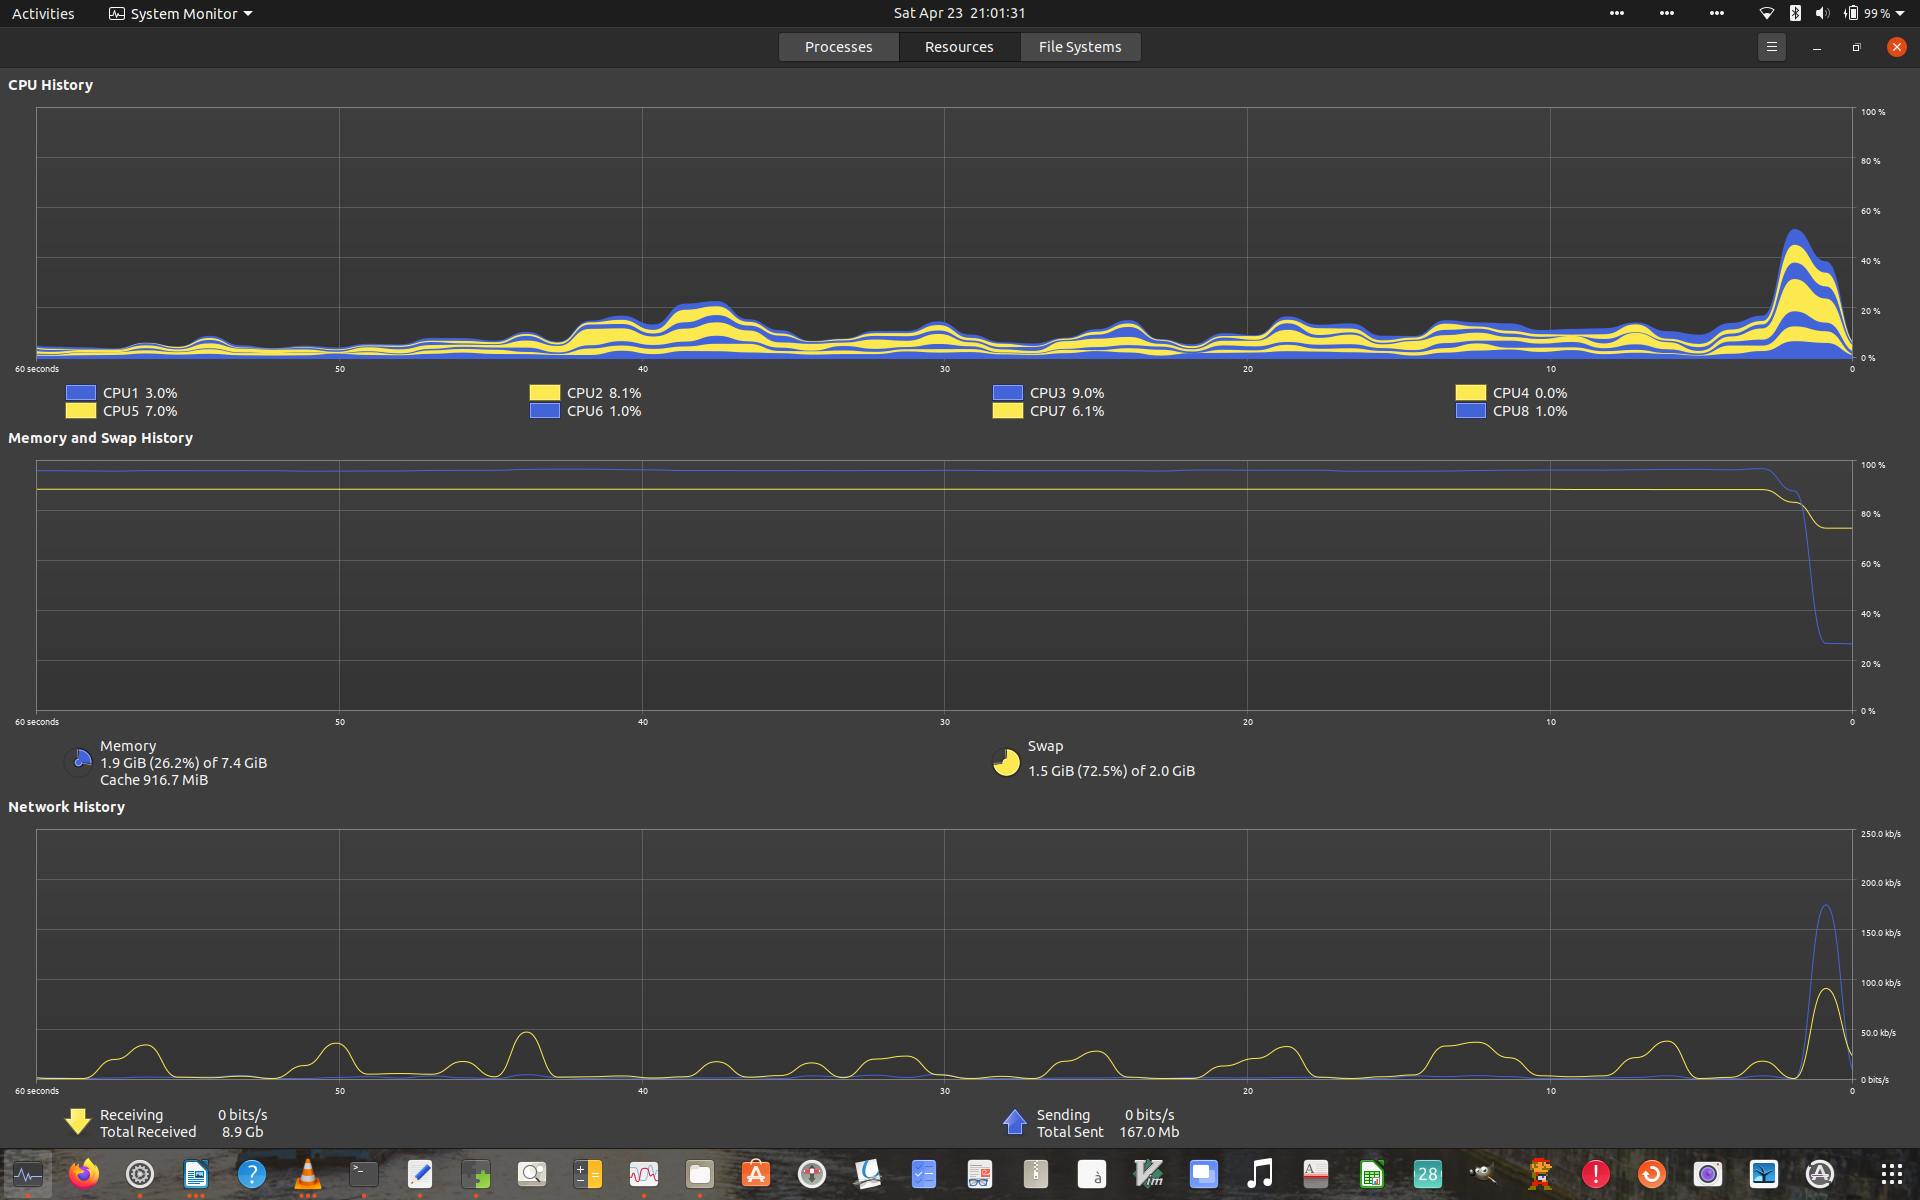 Activities System Monitor Sat Apr 23 21:01:31 99 %
Processes Resources File Systems
CPU History
100 %
80 %
60 %
40 %
20 %
0 %
60 seconds 50 40 30 20 10 0
CPU1 3.0% CPU2 8.1% CPU3 9.0% CPU4 0.0%
CPU5 7.0% CPU6 1.0% CPU7 6.1% CPU8 1.0%
Memory and Swap History
100 %
80 %
60 %
40 %
20 %
0 %
60 seconds 50 40 30 20 10 0
Memory
1.9 GiB (26.2%) of 7.4 GiB
Cache 916.7 MiB
Swap
1.5 GiB (72.5%) of 2.0 GiB
Network History
250.0 kb/s
200.0 kb/s
150.0 kb/s
100.0 kb/s
50.0 kb/s
0 bits/s
60 seconds 50 40 30 20 10 0
Receiving 0 bits/s
Total Received 8.9 Gb
Sending 0 bits/s
Total Sent 167.0 Mb
>_ ? à Vim A 28 !